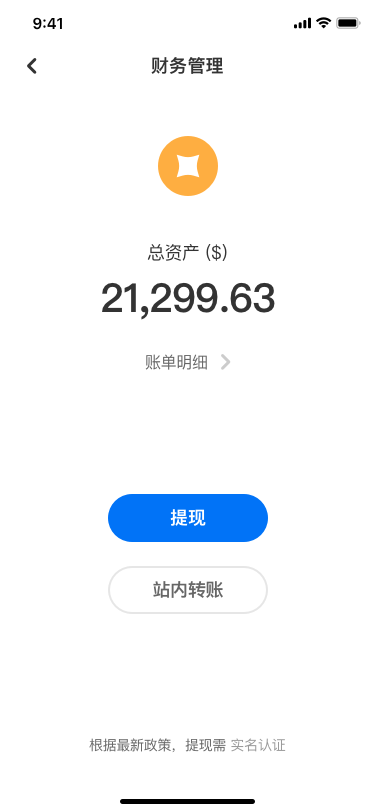 9:41
财务管理
总资产 ($)
21,299.63
账单明细
提现
站内转账
根据最新政策，提现需 实名认证